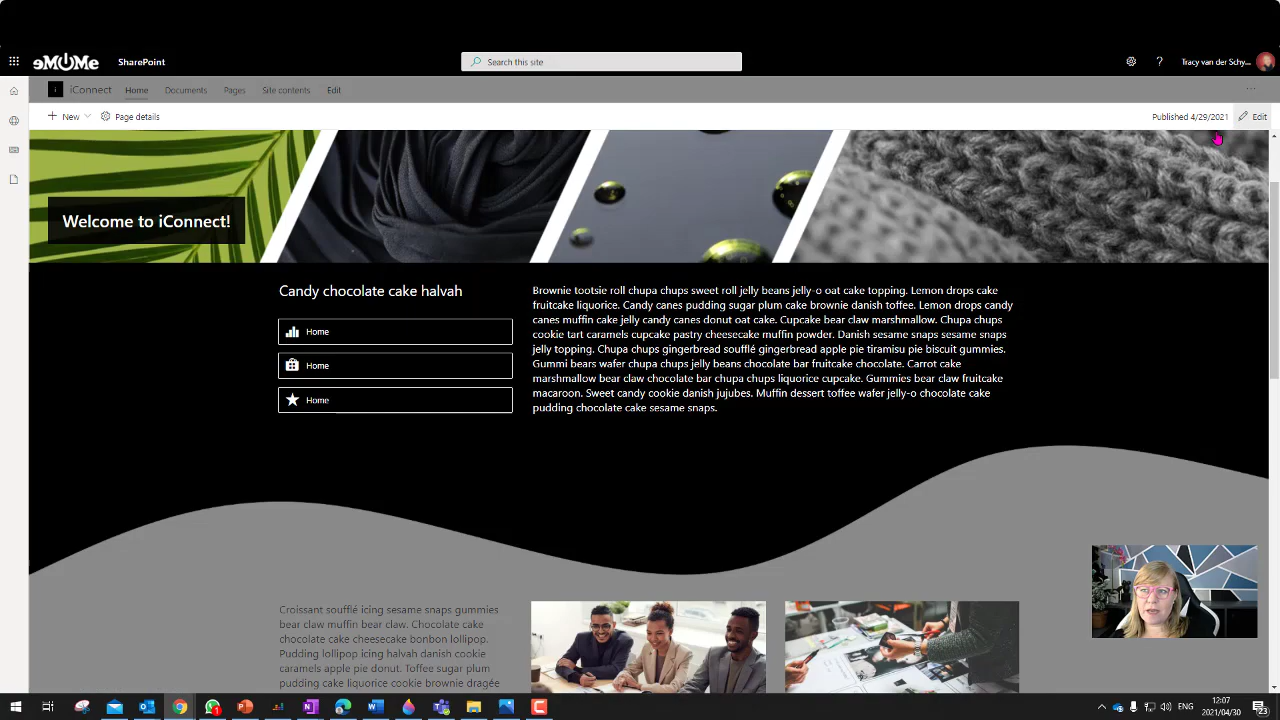 eMOMe SharePoint
Search this site
? Tracy van der Schy...
i iConnect Home Documents Pages Site contents Edit ...
+ New Page details
Published 4/29/2021 Edit
Welcome to iConnect!
Candy chocolate cake halvah
Home
Home
Home
Brownie tootsie roll chupa chups sweet roll jelly beans jelly-o oat cake topping. Lemon drops cake
fruitcake liquorice. Candy canes pudding sugar plum cake brownie danish toffee. Lemon drops candy
canes muffin cake jelly candy canes donut oat cake. Cupcake bear claw marshmallow. Chupa chups
cookie tart caramels cupcake pastry cheesecake muffin powder. Danish sesame snaps sesame snaps
jelly topping. Chupa chups gingerbread soufflé gingerbread apple pie tiramisu pie biscuit gummies.
Gummi bears wafer chupa chups jelly beans chocolate bar fruitcake chocolate. Carrot cake
marshmallow bear claw chocolate bar chupa chups liquorice cupcake. Gummies bear claw fruitcake
macaroon. Sweet candy cookie danish jujubes. Muffin dessert toffee wafer jelly-o chocolate cake
pudding chocolate cake sesame snaps.
Croissant soufflé icing sesame snaps gummies
bear claw muffin bear claw. Chocolate cake
chocolate cake cheesecake bonbon lollipop.
Pudding lollipop icing halvah danish cookie
caramels apple pie donut. Toffee sugar plum
pudding cake liquorice cookie brownie dragée
ENG
12:07
2021/04/30
23